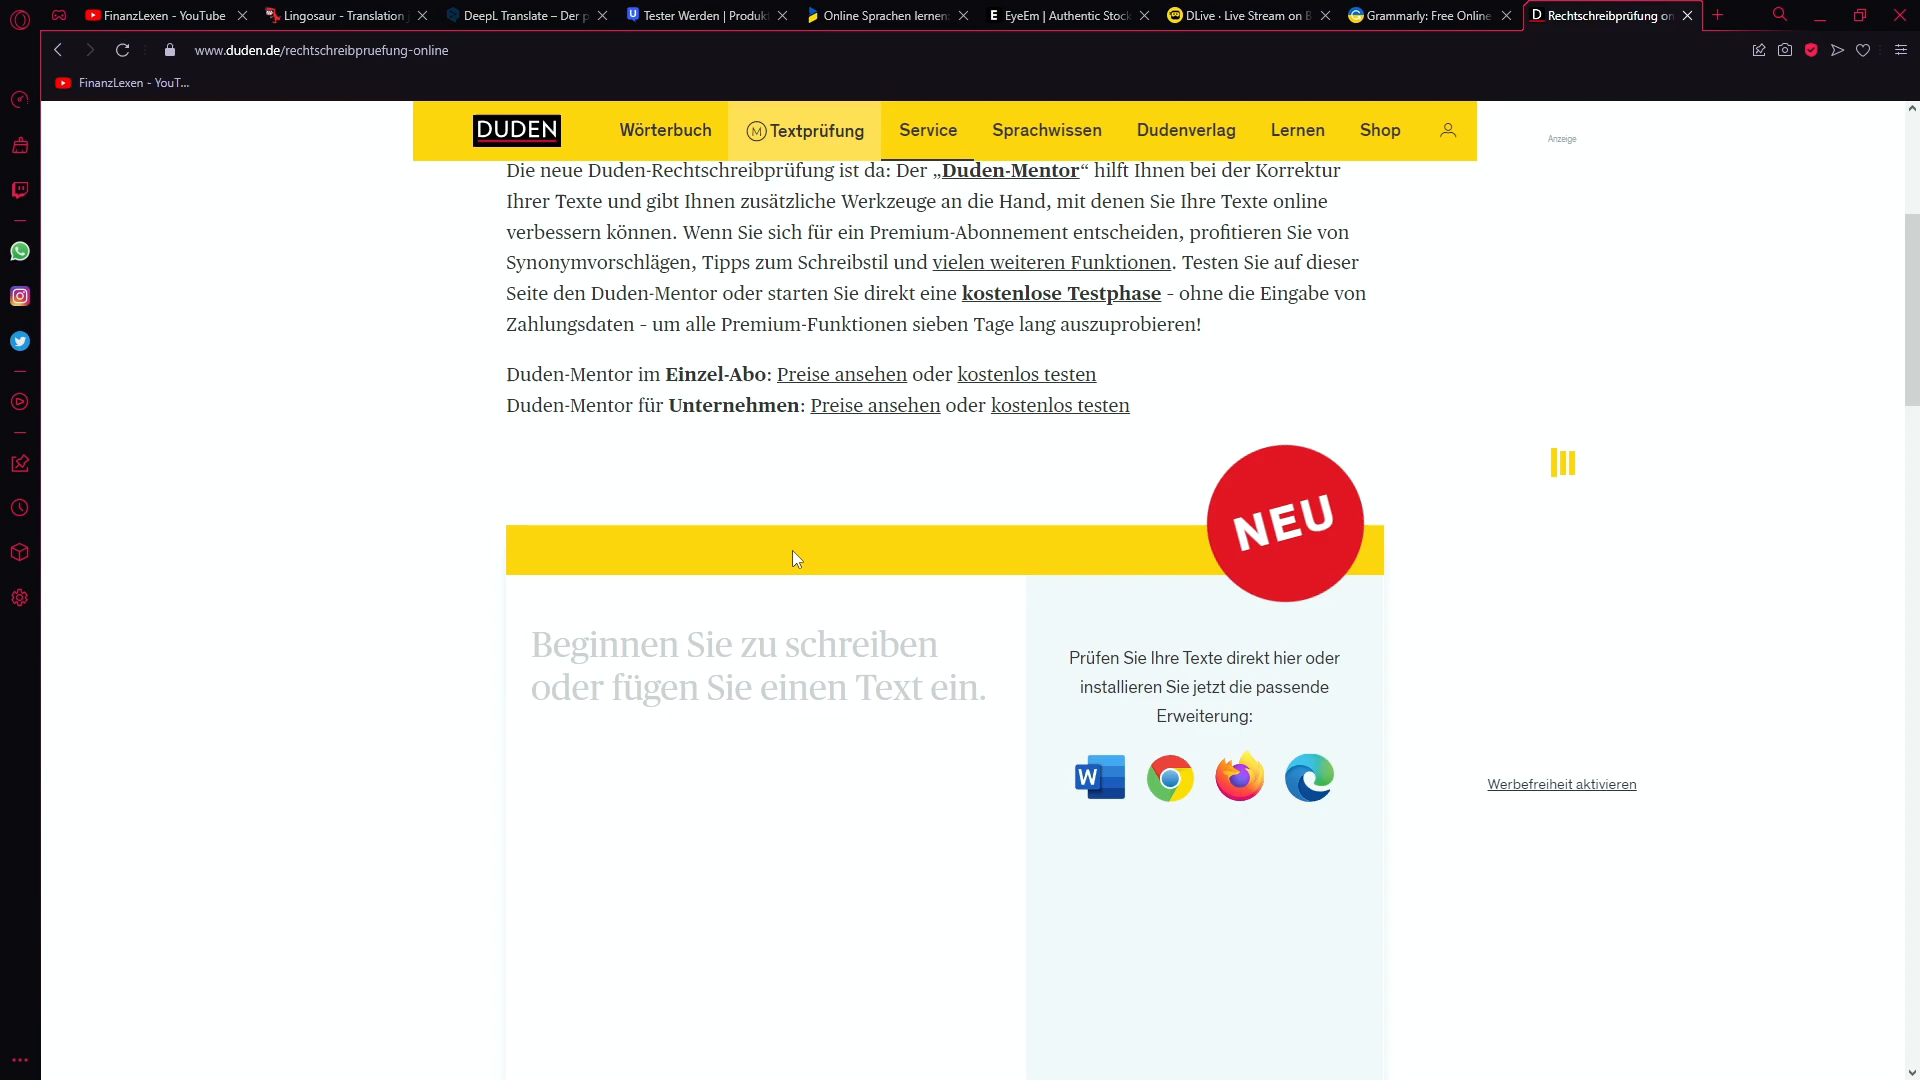 FinanzLexen - YouTube
Lingosaur - Translation
DeepL Translate – Der p
Tester Werden | Produk
Online Sprachen lernen
EyeEm | Authentic Stock
DLive · Live Stream on B
Grammarly: Free Online
Rechtschreibprüfung on
www.duden.de/rechtschreibpruefung-online
FinanzLexen - YouT...
DUDEN
Wörterbuch
M Textprüfung
Service
Sprachwissen
Dudenverlag
Lernen
Shop
Anzeige
Die neue Duden-Rechtschreibprüfung ist da: Der „Duden-Mentor“ hilft Ihnen bei der Korrektur
Ihrer Texte und gibt Ihnen zusätzliche Werkzeuge an die Hand, mit denen Sie Ihre Texte online
verbessern können. Wenn Sie sich für ein Premium-Abonnement entscheiden, profitieren Sie von
Synonymvorschlägen, Tipps zum Schreibstil und vielen weiteren Funktionen. Testen Sie auf dieser
Seite den Duden-Mentor oder starten Sie direkt eine kostenlose Testphase – ohne die Eingabe von
Zahlungsdaten – um alle Premium-Funktionen sieben Tage lang auszuprobieren!
Duden-Mentor im Einzel-Abo: Preise ansehen oder kostenlos testen
Duden-Mentor für Unternehmen: Preise ansehen oder kostenlos testen
NEU
Beginnen Sie zu schreiben
oder fügen Sie einen Text ein.
Prüfen Sie Ihre Texte direkt hier oder
installieren Sie jetzt die passende
Erweiterung:
W
Werbefreiheit aktivieren